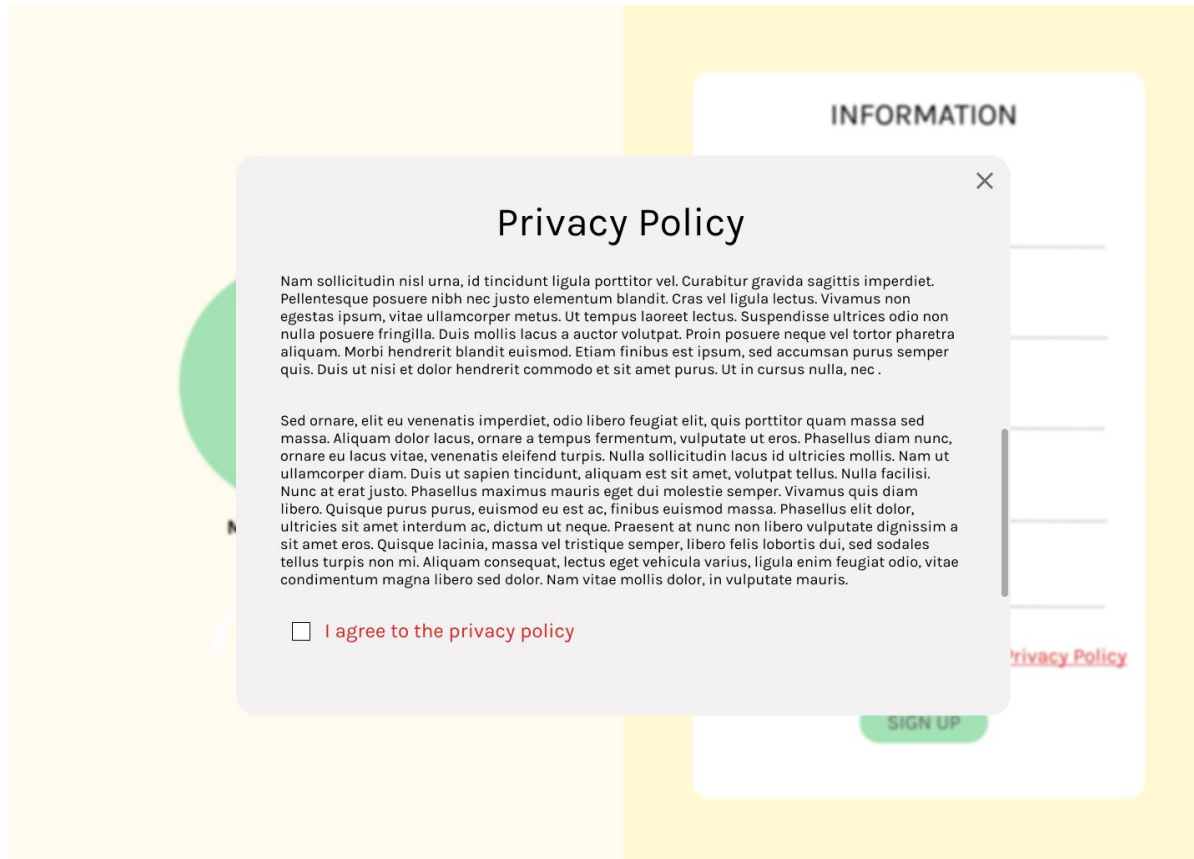 INFORMATION
Privacy Policy
Nam sollicitudin nisl urna, id tincidunt ligula porttitor vel. Curabitur gravida sagittis imperdiet.
Pellentesque posuere nibh nec justo elementum blandit. Cras vel ligula lectus. Vivamus non
egestas ipsum, vitae ullamcorper metus. Ut tempus laoreet lectus. Suspendisse ultrices odio non
nulla posuere fringilla. Duis mollis lacus a auctor volutpat. Proin posuere neque vel tortor pharetra
aliquam. Morbi hendrerit blandit euismod. Etiam finibus est ipsum, sed accumsan purus semper
quis. Duis ut nisi et dolor hendrerit commodo et sit amet purus. Ut in cursus nulla, nec .
Sed ornare, elit eu venenatis imperdiet, odio libero feugiat elit, quis porttitor quam massa sed
massa. Aliquam dolor lacus, ornare a tempus fermentum, vulputate ut eros. Phasellus diam nunc,
ornare eu lacus vitae, venenatis eleifend turpis. Nulla sollicitudin lacus id ultricies mollis. Nam ut
ullamcorper diam. Duis ut sapien tincidunt, aliquam est sit amet, volutpat tellus. Nulla facilisi.
Nunc at erat justo. Phasellus maximus mauris eget dui molestie semper. Vivamus quis diam
libero. Quisque purus purus, euismod eu est ac, finibus euismod massa. Phasellus elit dolor,
ultricies sit amet interdum ac, dictum ut neque. Praesent at nunc non libero vulputate dignissim a
sit amet eros. Quisque lacinia, massa vel tristique semper, libero felis lobortis dui, sed sodales
tellus turpis non mi. Aliquam consequat, lectus eget vehicula varius, ligula enim feugiat odio, vitae
condimentum magna libero sed dolor. Nam vitae mollis dolor, in vulputate mauris.
I agree to the privacy policy
Privacy Policy
SIGN UP